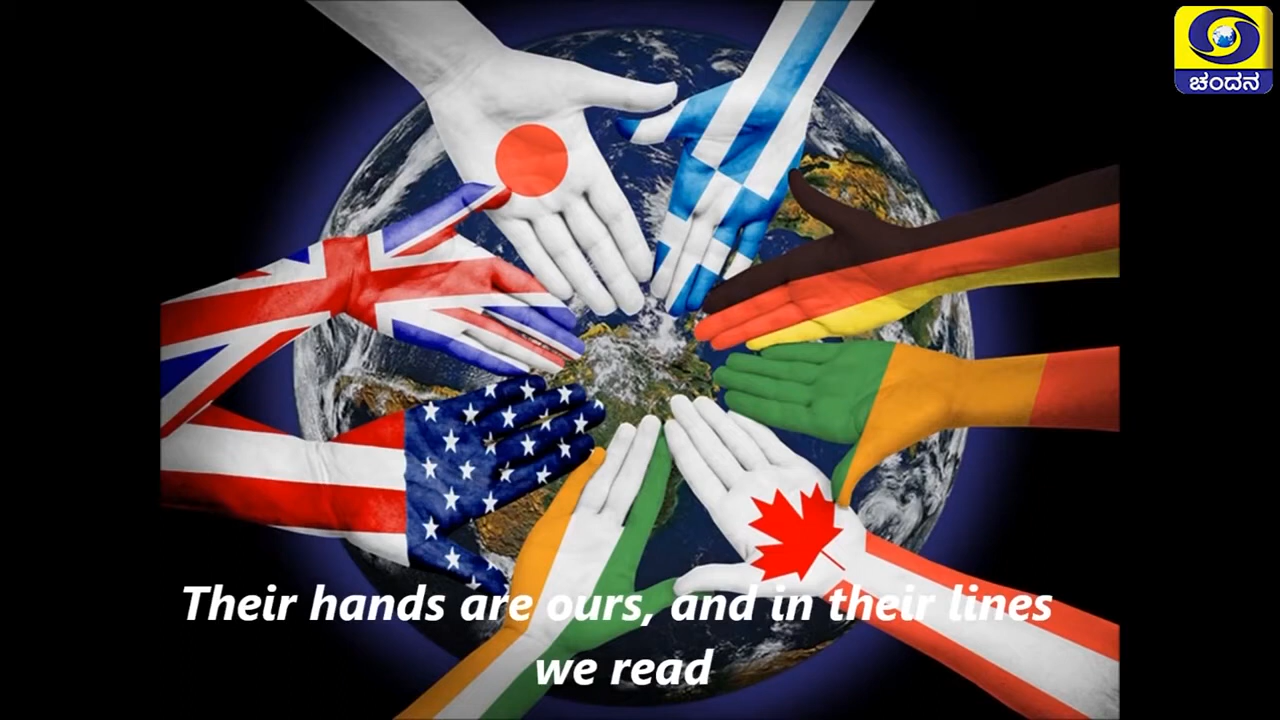 ಚಂದನ
Their hands are ours, and in their lines
we read